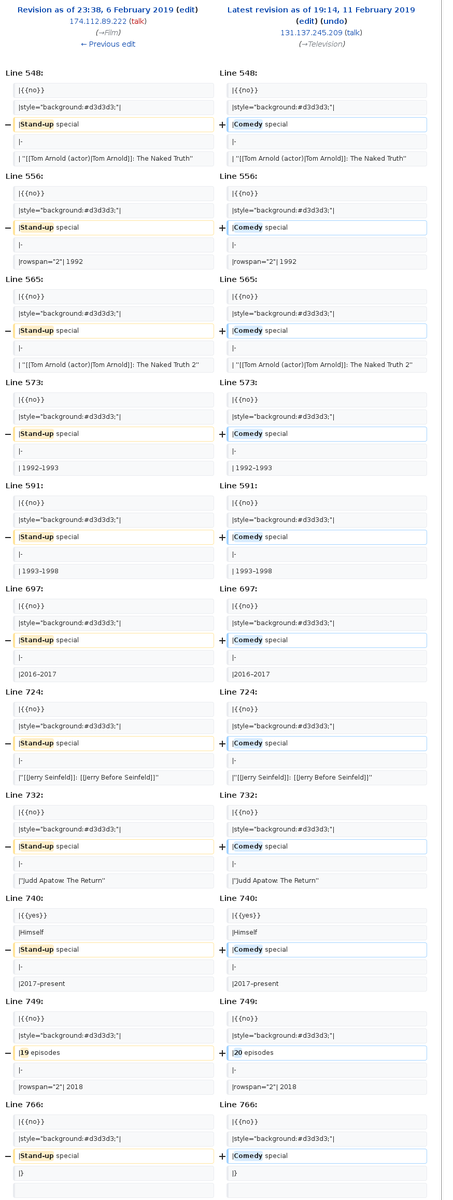 Revision as of 23:38, 6 February 2019 (edit)
174.112.89.222 (talk)
(→Film)
← Previous edit
Latest revision as of 19:14, 11 February 2019
(edit) (undo)
131.137.245.209 (talk)
(→Television)
Line 548:
Line 548:
|{{no}}
|{{no}}
|style="background:#d3d3d3;"|
|style="background:#d3d3d3;"|
− |Stand-up special
+ |Comedy special
|-
|-
| "[[Tom Arnold (actor)|Tom Arnold]]: The Naked Truth"
| "[[Tom Arnold (actor)|Tom Arnold]]: The Naked Truth"
Line 556:
Line 556:
|{{no}}
|{{no}}
|style="background:#d3d3d3;"|
|style="background:#d3d3d3;"|
− |Stand-up special
+ |Comedy special
|-
|-
|rowspan="2"| 1992
|rowspan="2"| 1992
Line 565:
Line 565:
|{{no}}
|{{no}}
|style="background:#d3d3d3;"|
|style="background:#d3d3d3;"|
− |Stand-up special
+ |Comedy special
|-
|-
| "[[Tom Arnold (actor)|Tom Arnold]]: The Naked Truth 2"
| "[[Tom Arnold (actor)|Tom Arnold]]: The Naked Truth 2"
Line 573:
Line 573:
|{{no}}
|{{no}}
|style="background:#d3d3d3;"|
|style="background:#d3d3d3;"|
− |Stand-up special
+ |Comedy special
|-
|-
| 1992–1993
| 1992–1993
Line 591:
Line 591:
|{{no}}
|{{no}}
|style="background:#d3d3d3;"|
|style="background:#d3d3d3;"|
− |Stand-up special
+ |Comedy special
|-
|-
| 1993–1998
| 1993–1998
Line 697:
Line 697:
|{{no}}
|{{no}}
|style="background:#d3d3d3;"|
|style="background:#d3d3d3;"|
− |Stand-up special
+ |Comedy special
|-
|-
|2016–2017
|2016–2017
Line 724:
Line 724:
|{{no}}
|{{no}}
|style="background:#d3d3d3;"|
|style="background:#d3d3d3;"|
− |Stand-up special
+ |Comedy special
|-
|-
|"[[Jerry Seinfeld]]: [[Jerry Before Seinfeld]]"
|"[[Jerry Seinfeld]]: [[Jerry Before Seinfeld]]"
Line 732:
Line 732:
|{{no}}
|{{no}}
|style="background:#d3d3d3;"|
|style="background:#d3d3d3;"|
− |Stand-up special
+ |Comedy special
|-
|-
|"Judd Apatow: The Return"
|"Judd Apatow: The Return"
Line 740:
Line 740:
|{{yes}}
|{{yes}}
|Himself
|Himself
− |Stand-up special
+ |Comedy special
|-
|-
|2017–present
|2017–present
Line 749:
Line 749:
|{{no}}
|{{no}}
|style="background:#d3d3d3;"|
|style="background:#d3d3d3;"|
− |19 episodes
+ |20 episodes
|-
|-
|rowspan="2"| 2018
|rowspan="2"| 2018
Line 766:
Line 766:
|{{no}}
|{{no}}
|style="background:#d3d3d3;"|
|style="background:#d3d3d3;"|
− |Stand-up special
+ |Comedy special
|}
|}